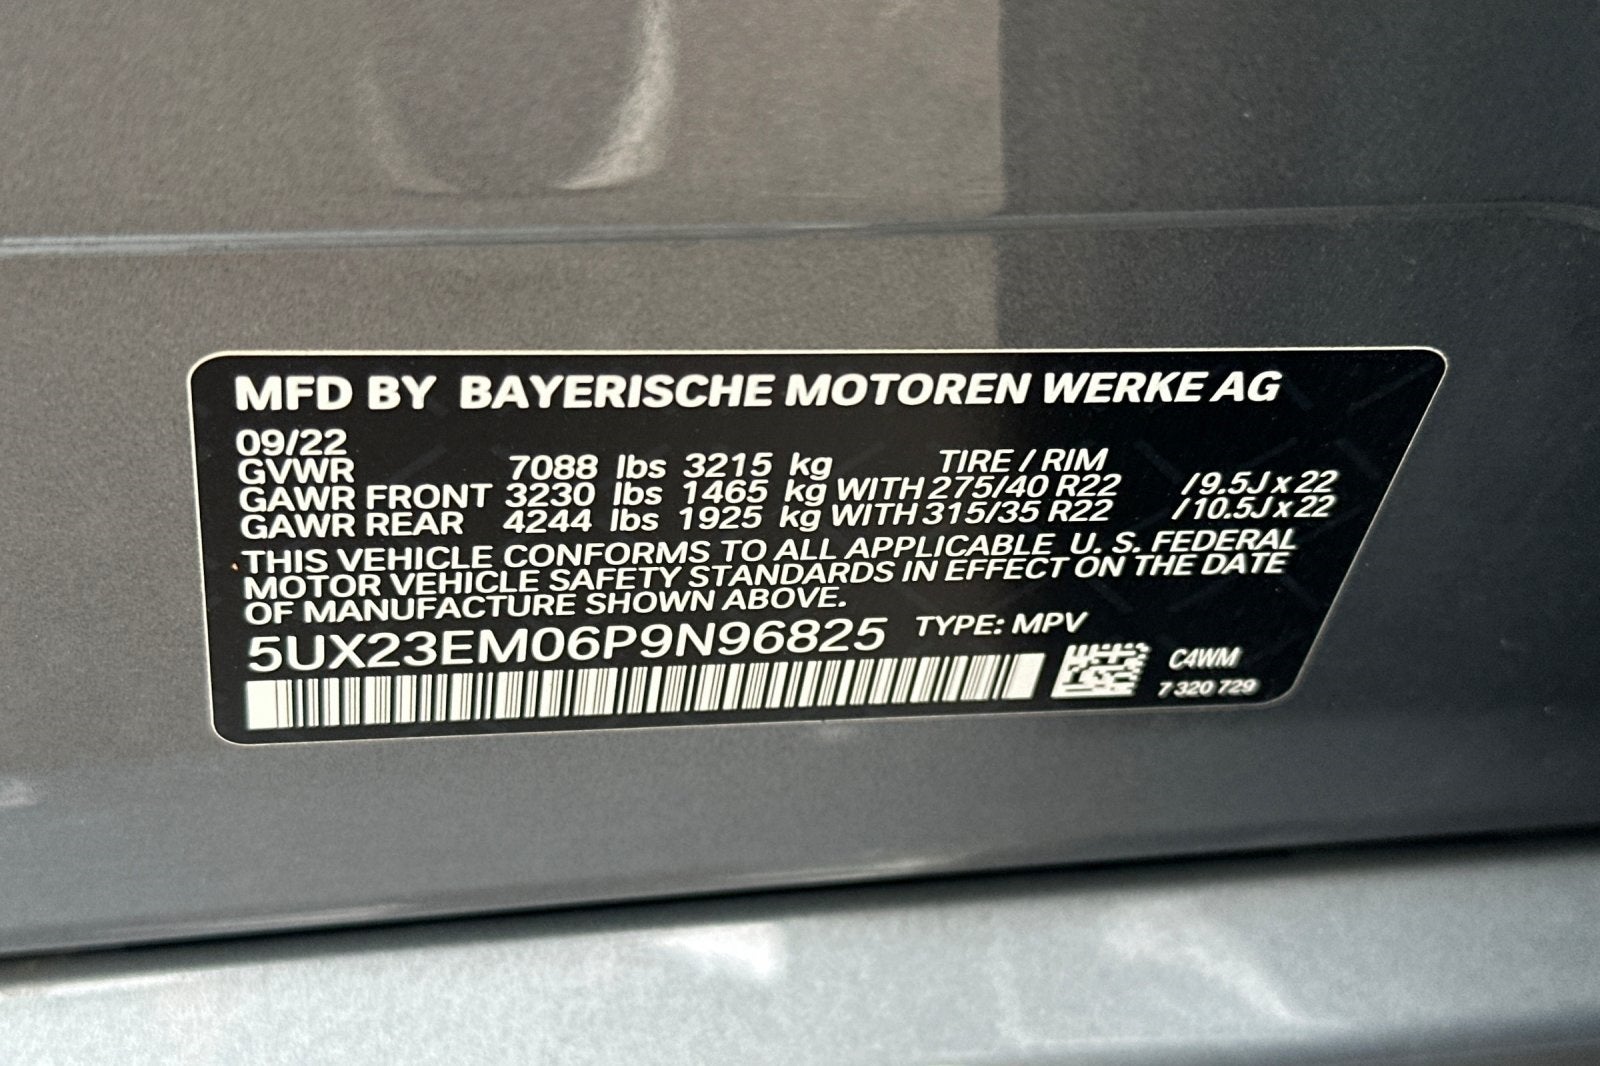 MFD BY BAYERISCHE MOTOREN WERKE AG
09/22
GVWR 7088 lbs 3215 kg TIRE / RIM
GAWR FRONT 3230 lbs 1465 kg WITH 275/40 R22 /9.5J x 22
GAWR REAR 4244 lbs 1925 kg WITH 315/35 R22 /10.5J x 22
THIS VEHICLE CONFORMS TO ALL APPLICABLE U. S. FEDERAL
MOTOR VEHICLE SAFETY STANDARDS IN EFFECT ON THE DATE
OF MANUFACTURE SHOWN ABOVE.
5UX23EM06P9N96825 TYPE: MPV
C4WM
7 320 729